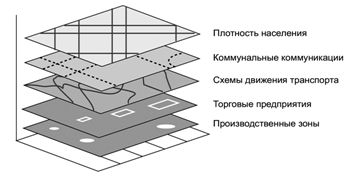 Плотность населения
Коммунальные коммуникации
Схемы движения транспорта
Торговые предприятия
Производственные зоны